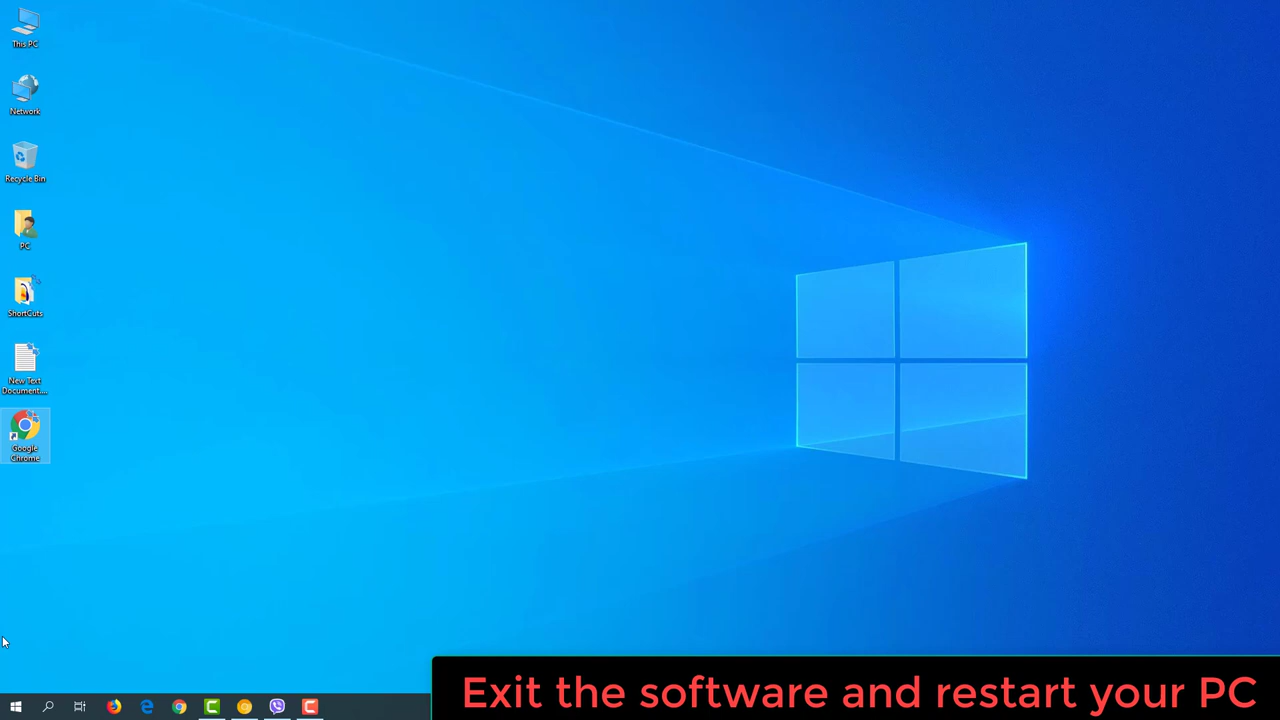 This PC
Network
Recycle Bin
PC
ShortCuts
New Text
Document....
Google
Chrome
Exit the software and restart your PC